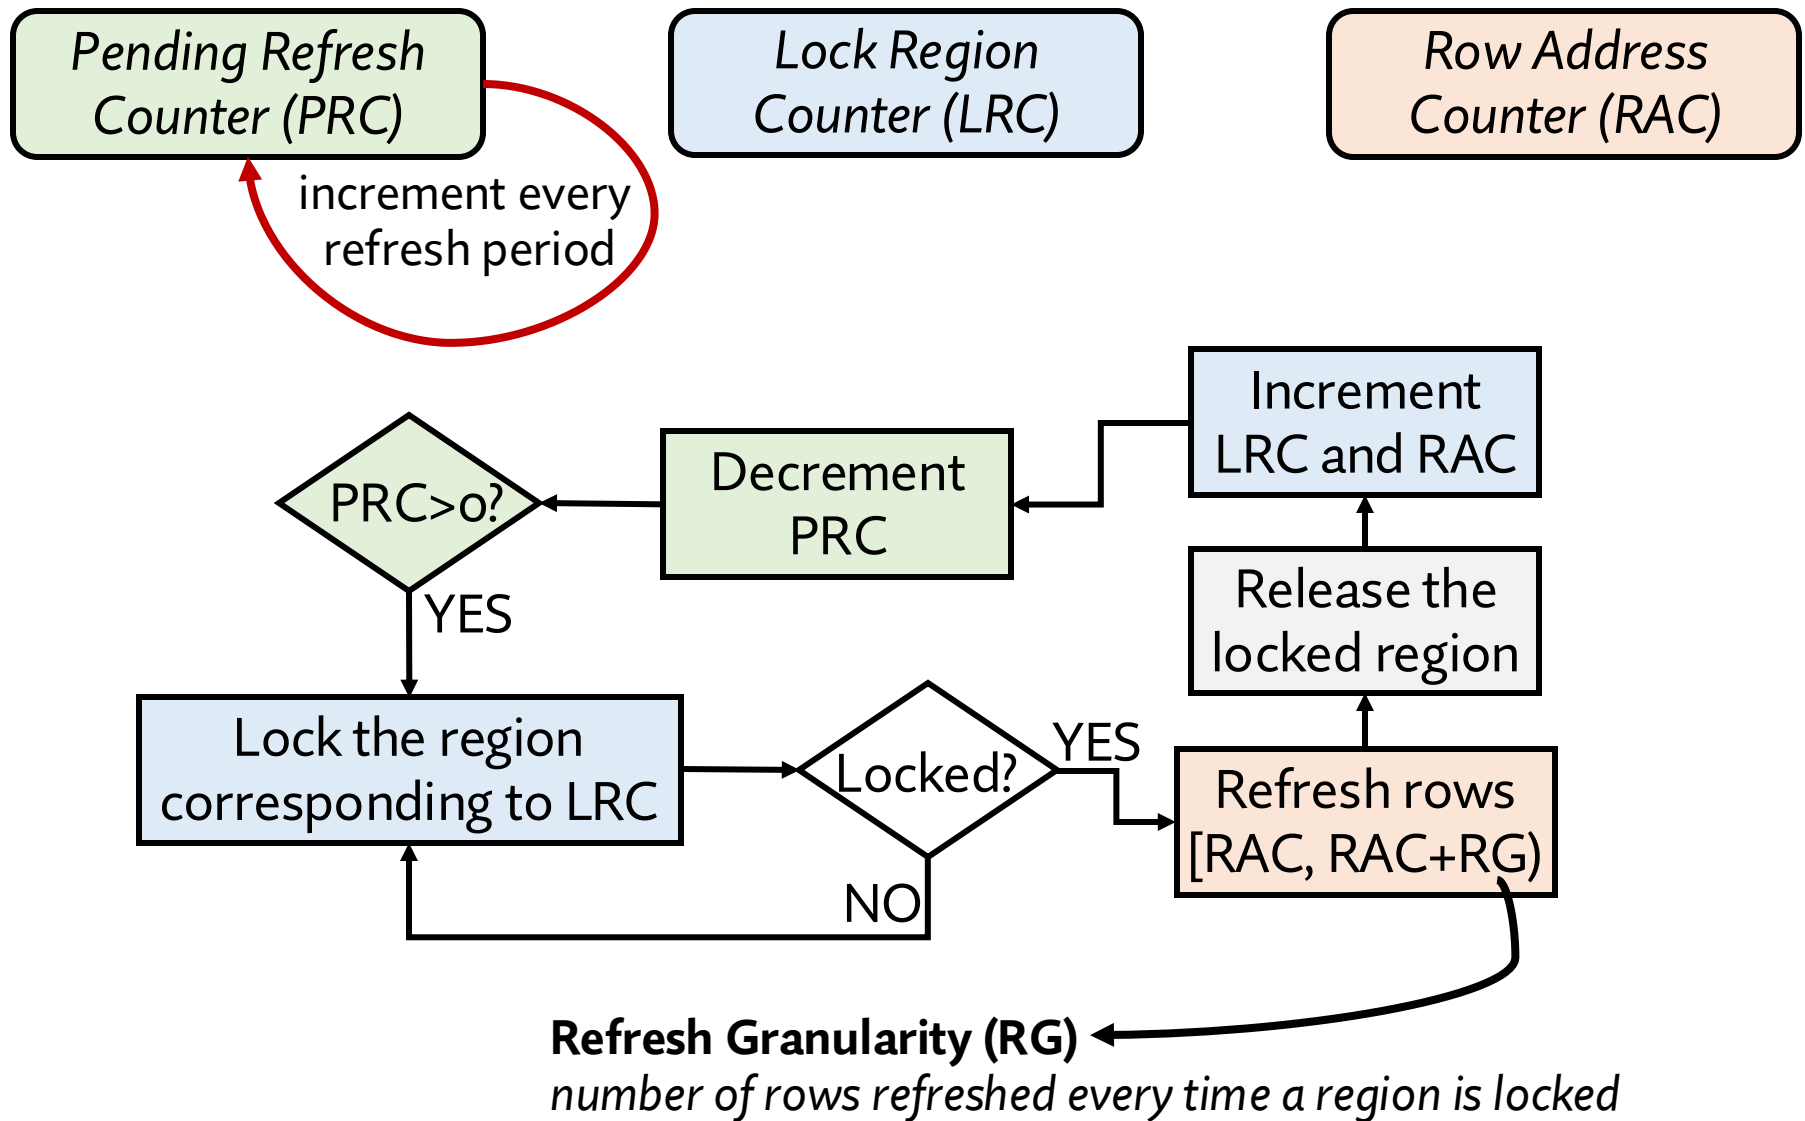 Pending Refresh
Counter (PRC)
Lock Region
Counter (LRC)
Row Address
Counter (RAC)
increment every
refresh period
Increment
LRC and RAC
Decrement
PRC
PRC>0?
YES
Release the
locked region
Lock the region
corresponding to LRC
Locked?
YES
NO
Refresh rows
[RAC, RAC+RG)
Refresh Granularity (RG)
number of rows refreshed every time a region is locked